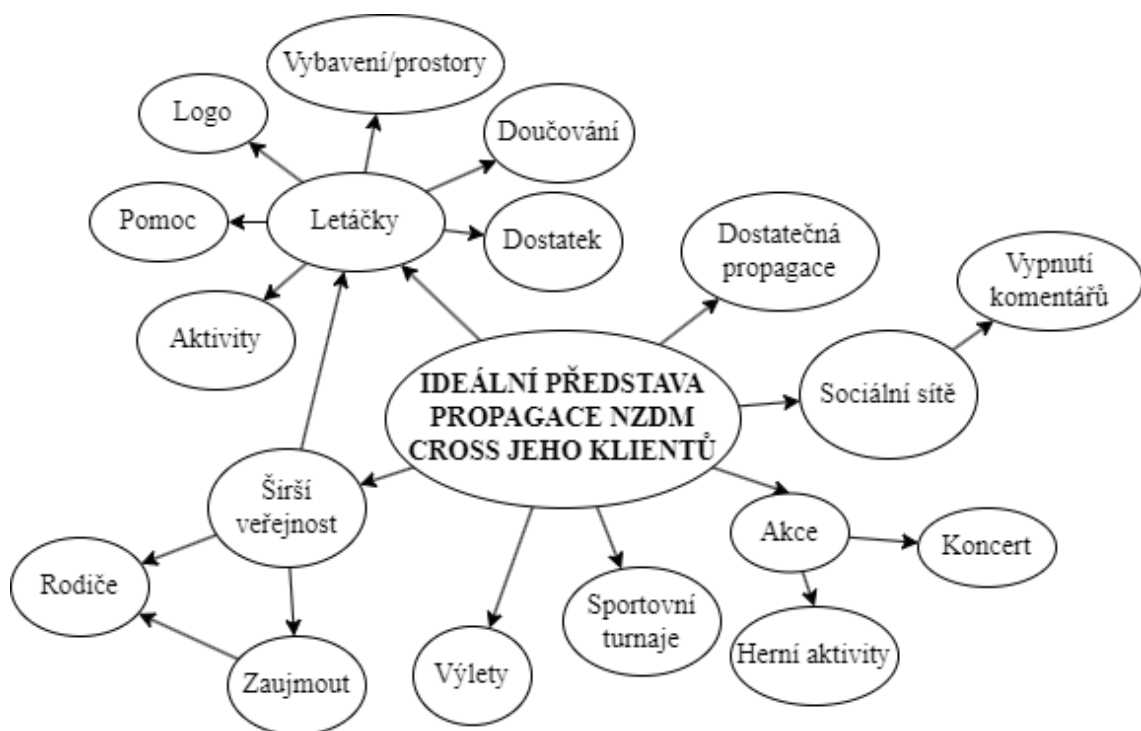 Vybavení/prostory
Logo
Doučování
Pomoc
Letáčky
Dostatek
Dostatečná
propagace
Vypnutí
komentářů
Aktivity
IDEÁLNÍ PŘEDSTAVA
PROPAGACE NZDM
CROSS JEHO KLIENTŮ
Sociální sítě
Širší
veřejnost
Akce
Koncert
Rodiče
Sportovní
turnaje
Herní aktivity
Výlety
Zaujmout